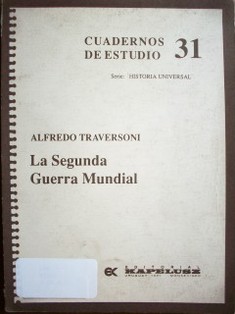 CUADERNOS
DE ESTUDIO 31
Serie: HISTORIA UNIVERSAL
ALFREDO TRAVERSONI
La Segunda
Guerra Mundial
EDITORIAL
KAPELUSZ